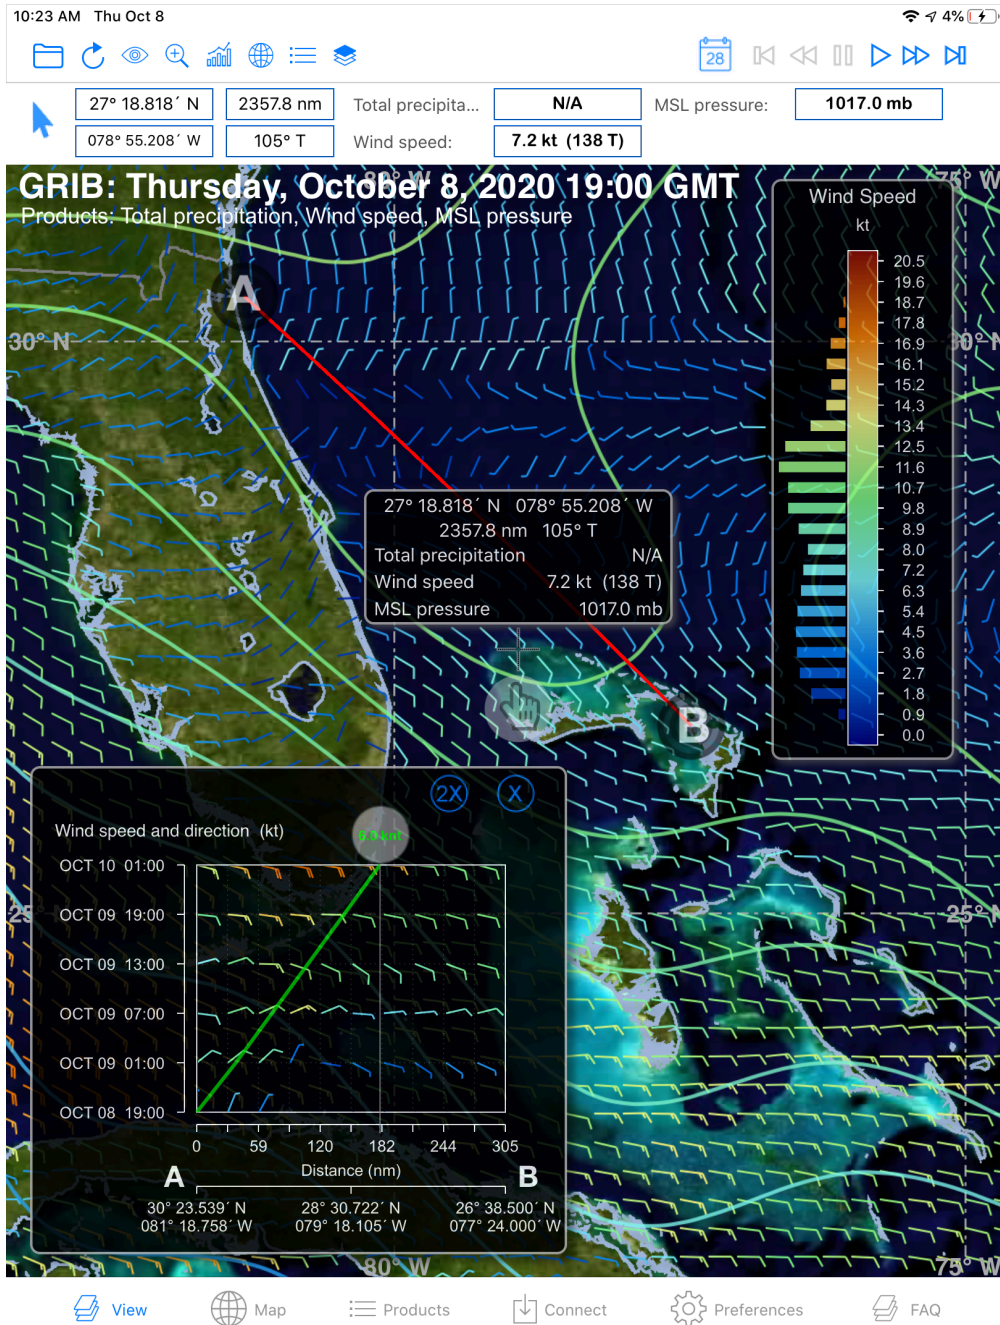 10:23 AM Thu Oct 8 4%
28
27° 18.818´ N 2357.8 nm Total precipita... N/A MSL pressure: 1017.0 mb
078° 55.208´ W 105° T Wind speed: 7.2 kt (138 T)
80° W 75° W
GRIB: Thursday, October 8, 2020 19:00 GMT
Products: Total precipitation, Wind speed, MSL pressure
Wind Speed
kt
20.5
19.6
18.7
17.8
16.9
16.1
15.2
14.3
13.4
12.5
11.6
10.7
9.8
8.9
8.0
7.2
6.3
5.4
4.5
3.6
2.7
1.8
0.9
0.0
A
30° N 30° N
27° 18.818´ N 078° 55.208´ W
2357.8 nm 105° T
Total precipitation N/A
Wind speed 7.2 kt (138 T)
MSL pressure 1017.0 mb
B
2X X
Wind speed and direction (kt)
OCT 10 01:00
OCT 09 19:00
25 25° N
OCT 09 13:00
OCT 09 07:00
OCT 09 01:00
OCT 08 19:00
0 59 120 182 244 305
A Distance (nm) B
30° 23.539´ N 28° 30.722´ N 26° 38.500´ N
081° 18.758´ W 079° 18.105´ W 077° 24.000´ W
80° W 75° W
View Map Products Connect Preferences FAQ